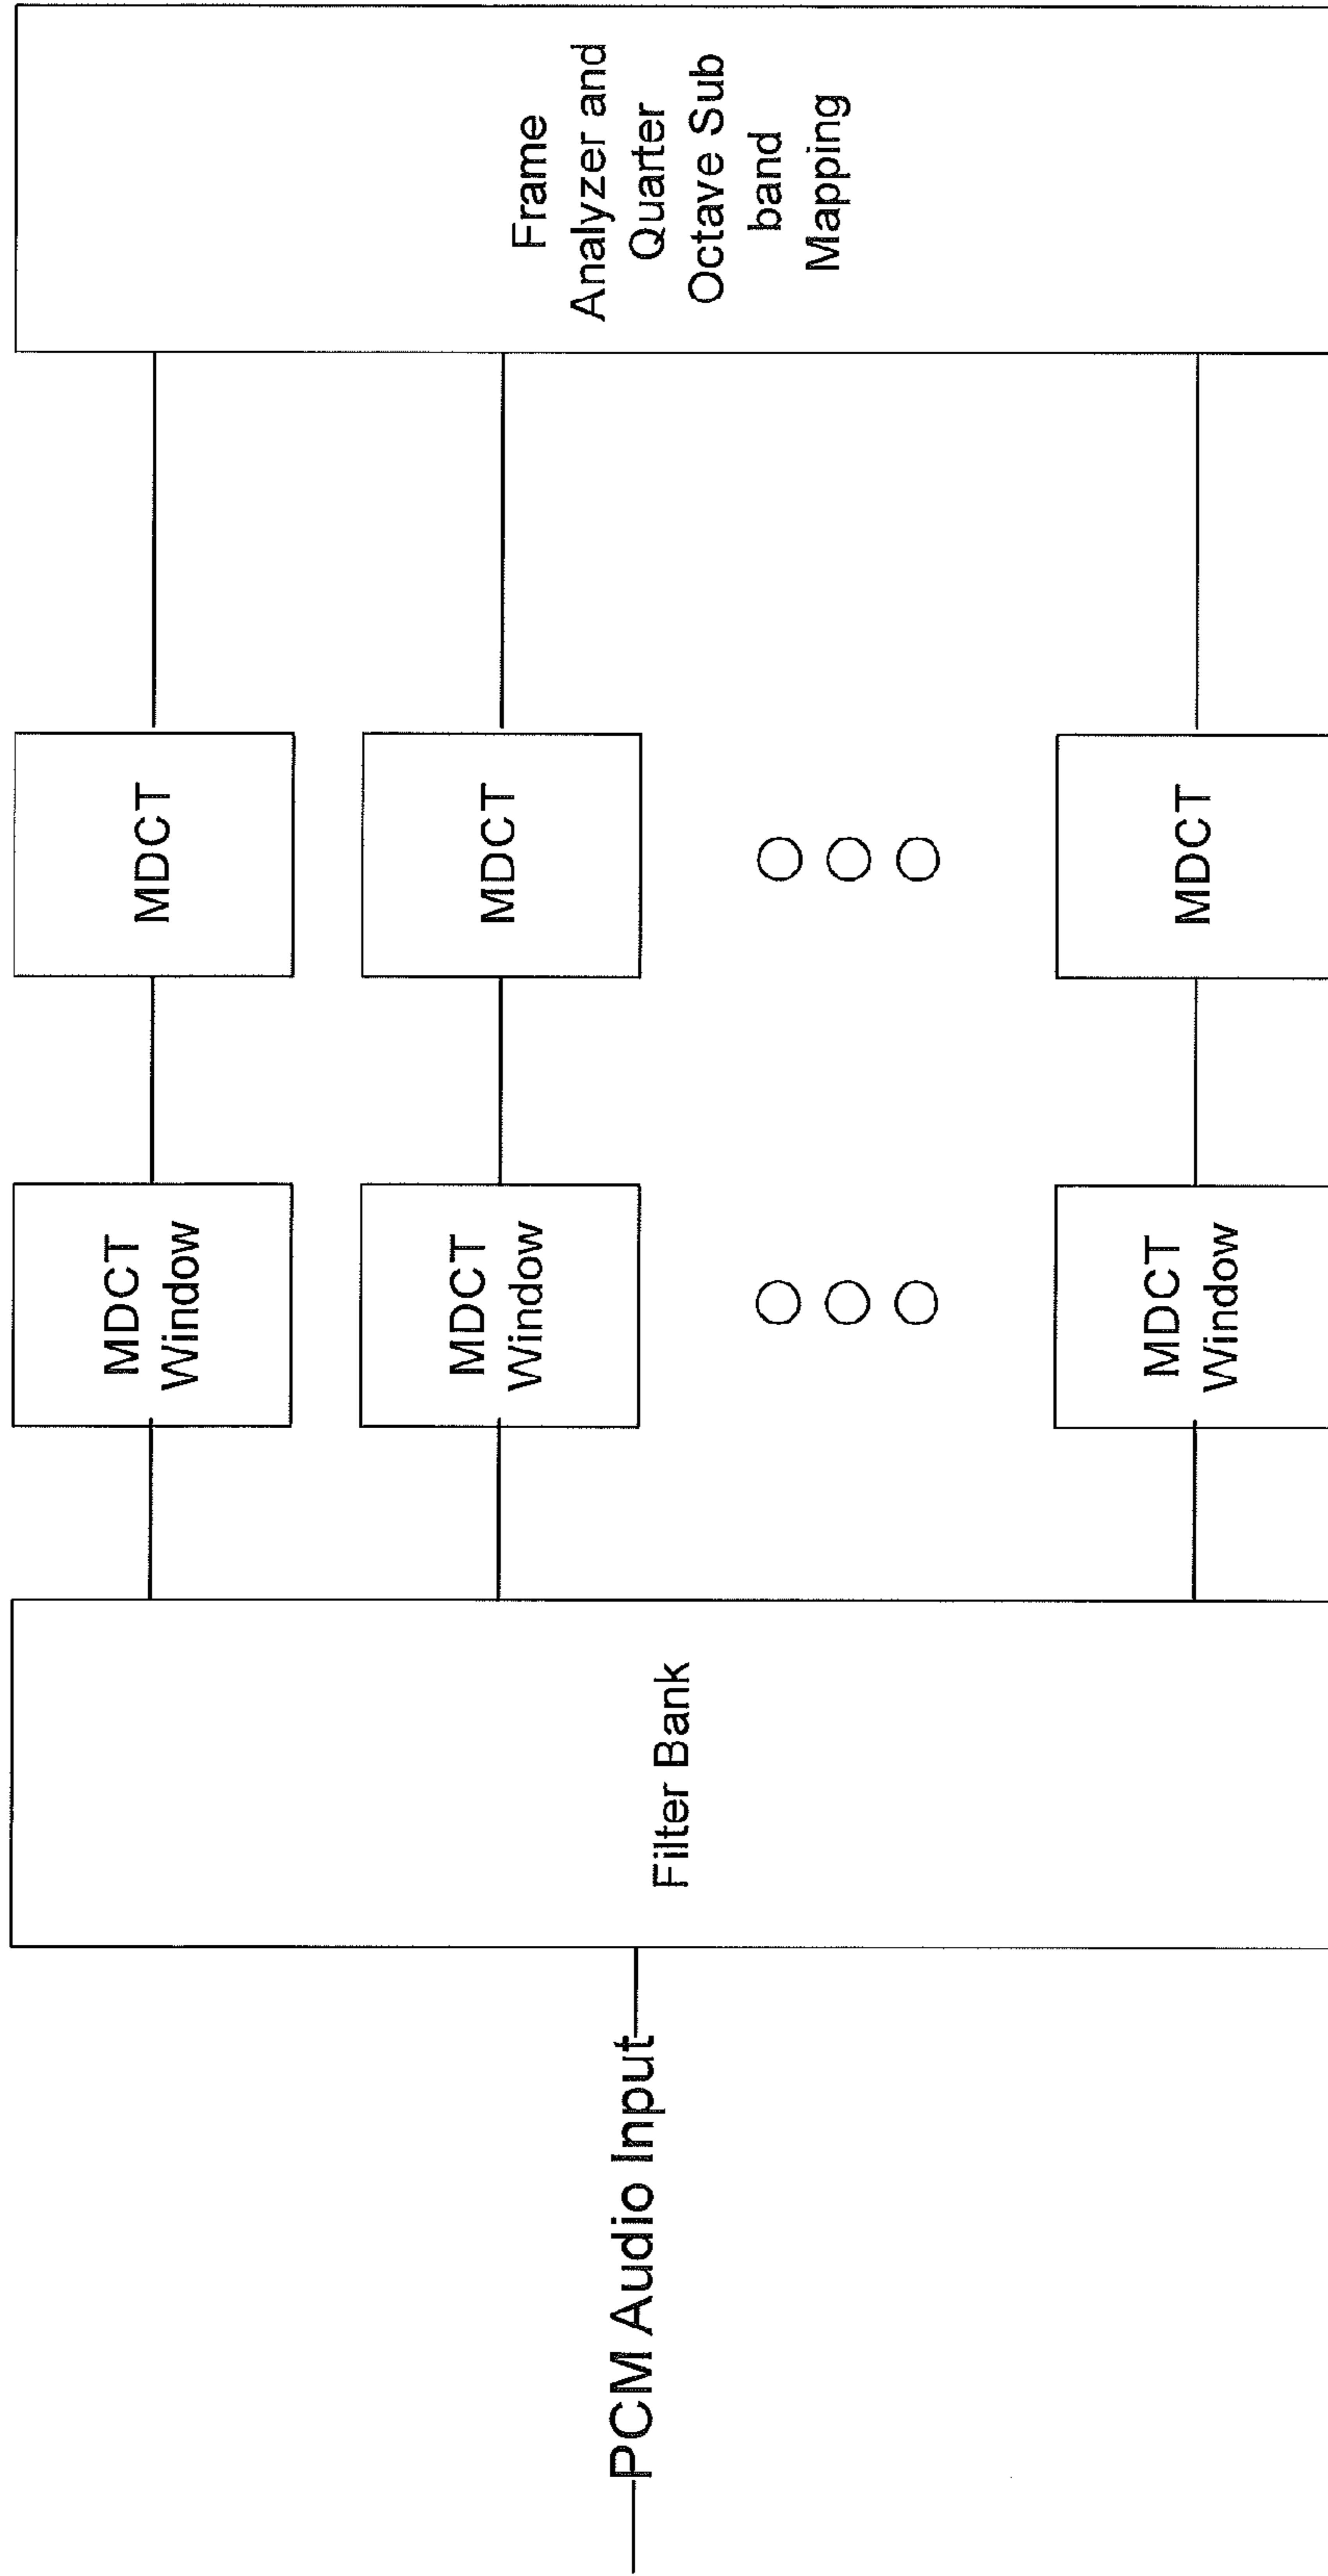 PCM Audio Input
Filter Bank
MDCT
Window
MDCT
Window
MDCT
Window
MDCT
MDCT
MDCT
Frame
Analyzer and
Quarter
Octave Sub
band
Mapping